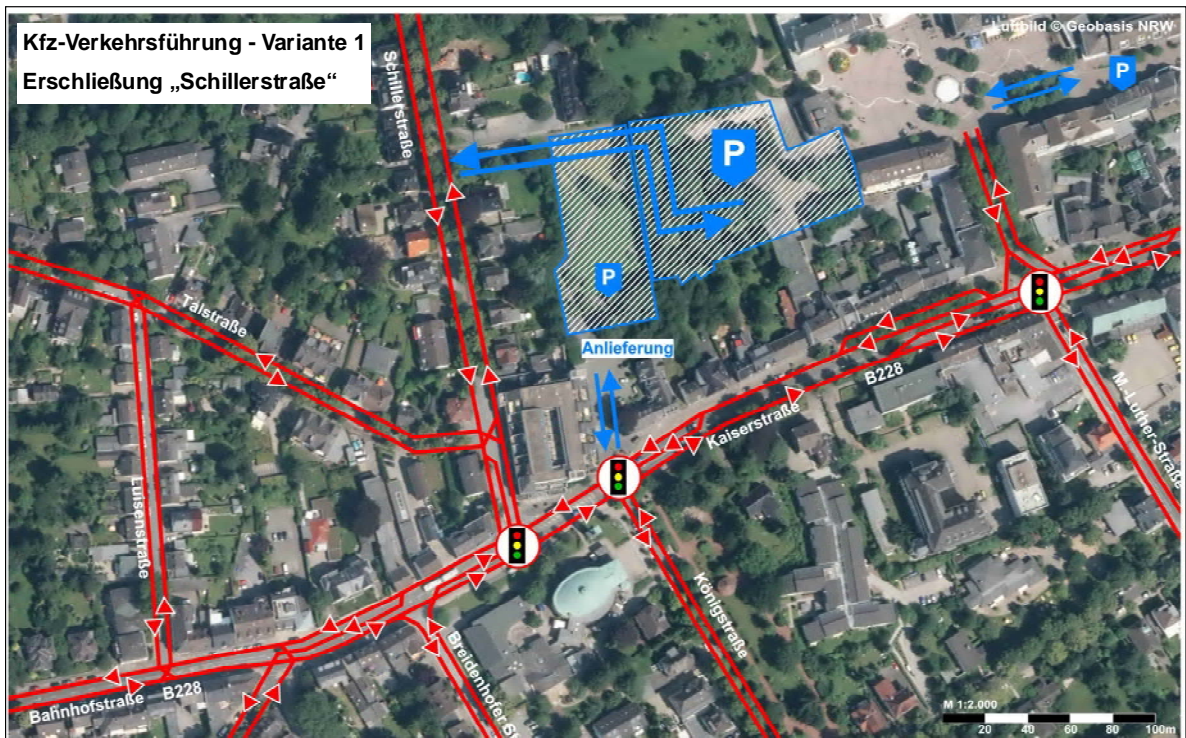 Kfz-Verkehrsführung - Variante 1
Erschließung „Schillerstraße“
Luftbild © Geobasis NRW
P
Schillerstraße
P
P
Talstraße
Anlieferung
B228
Kaiserstraße
M.-Luther-Straße
Luisenstraße
Königstraße
Breidenhofer St
B228
Bahnhofstraße
M 1:2.000
20 40 60 80 100m